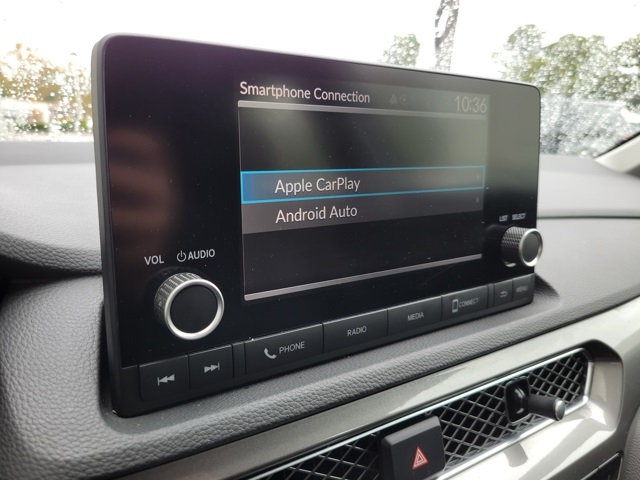 Smartphone Connection
10:36
Apple CarPlay
Android Auto
VOL AUDIO
LIST SELECT
PHONE
RADIO
MEDIA
CONNECT
MENU